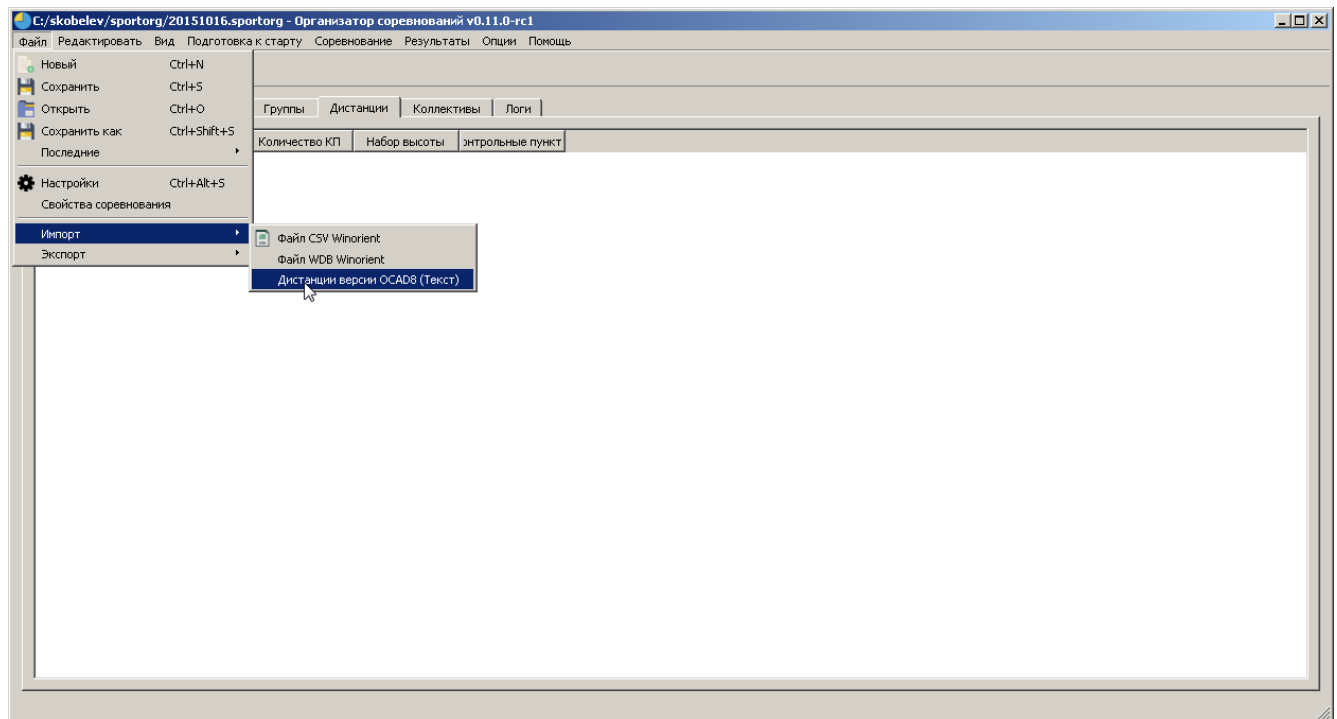 C:/skobelev/sportorg/20151016.sportorg - Организатор соревнований v0.11.0-rc1
Файл Редактировать Вид Подготовка к старту Соревнование Результаты Опции Помощь
Новый Ctrl+N
Сохранить Ctrl+S
Открыть Ctrl+O
Группы Дистанции Коллективы Логи
Сохранить как Ctrl+Shift+S
Количество КП Набор высоты онтрольные пункт
Последние
Настройки Ctrl+Alt+S
Свойства соревнования
Импорт
Файл CSV Winorient
Экспорт
Файл WDB Winorient
Дистанции версии OCAD8 (Текст)